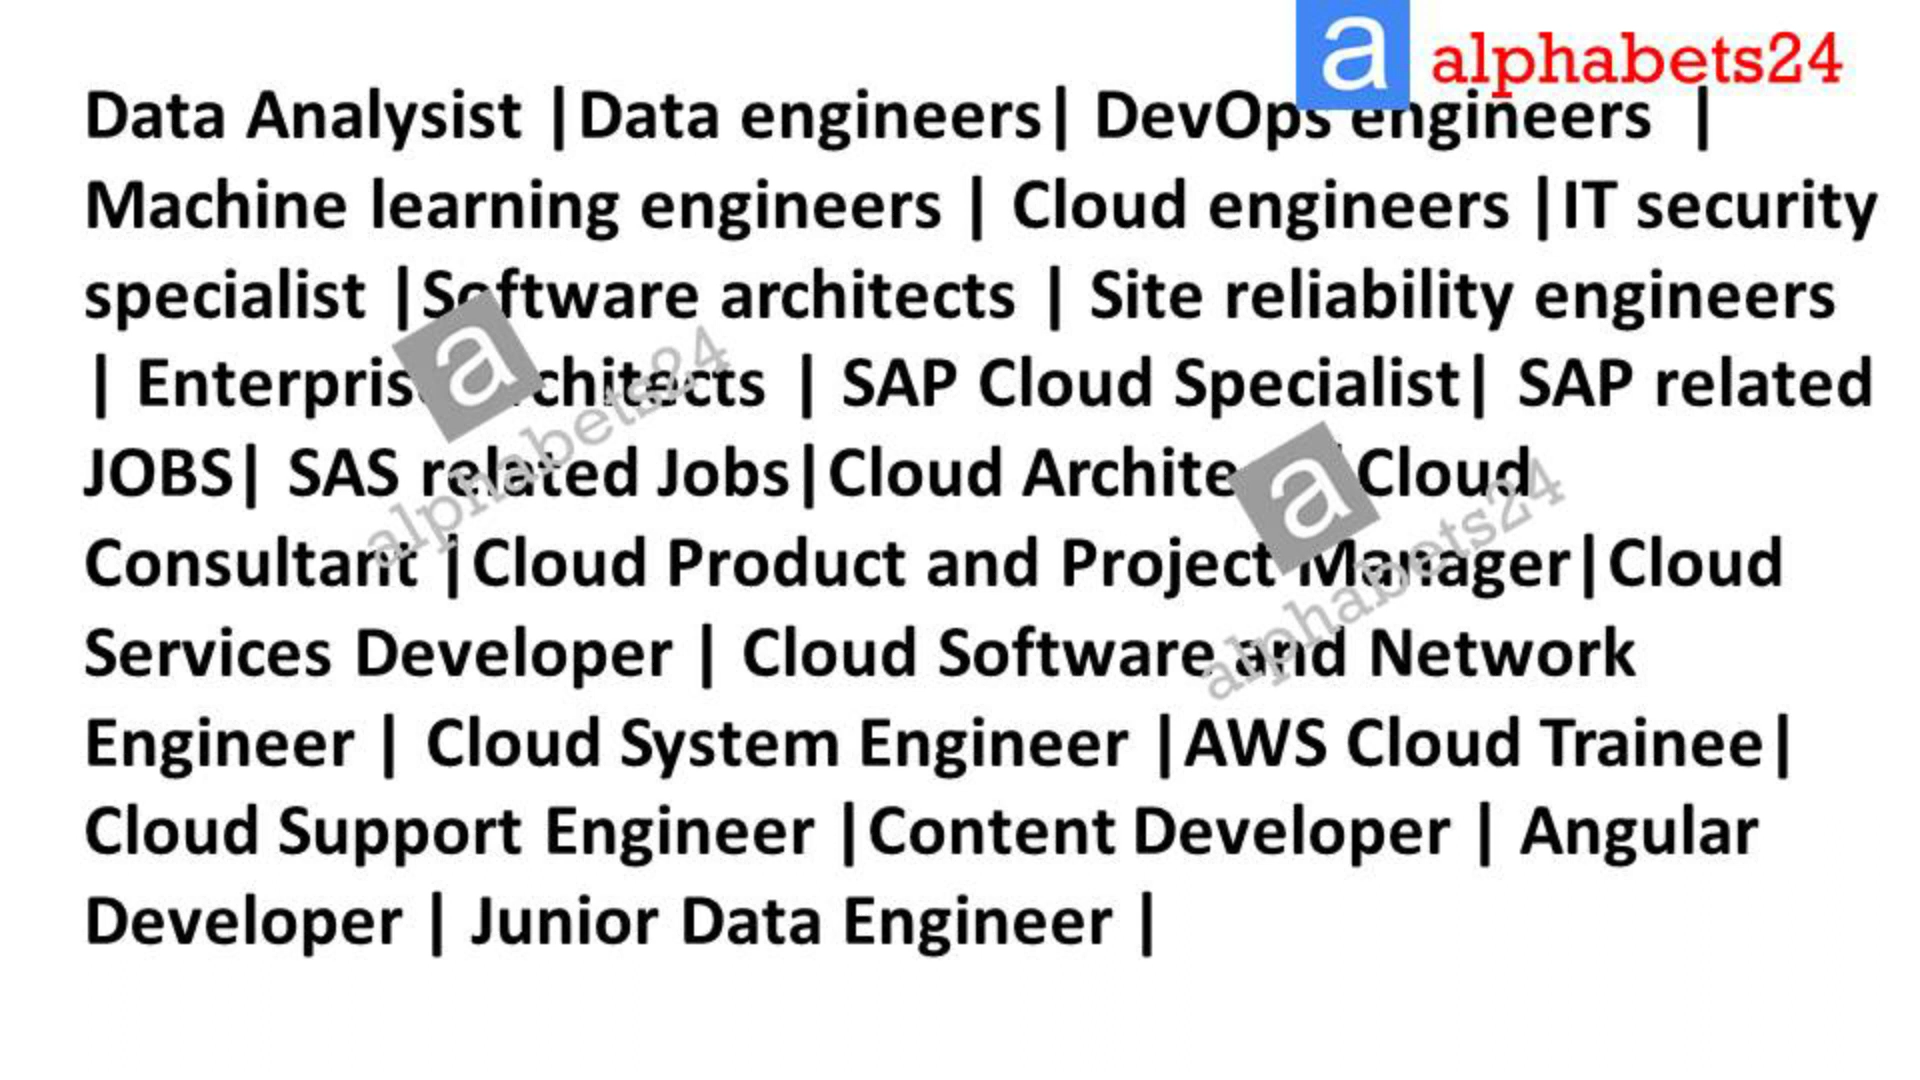 a alphabets24
Data Analysist |Data engineers| DevOps engineers |
Machine learning engineers | Cloud engineers |IT security
specialist |Software architects | Site reliability engineers
| chitects | SAP Cloud Specialist| SAP related
JOBS| SAS related Jobs|Cloud Cloud
Consultant |Cloud Product and Project Manager|Cloud
Services Developer | Cloud Software and Network
Engineer | Cloud System Engineer |AWS Cloud Trainee|
Cloud Support Engineer |Content Developer | Angular
Developer | Junior Data Engineer |
a alphabets24
a alphabets24